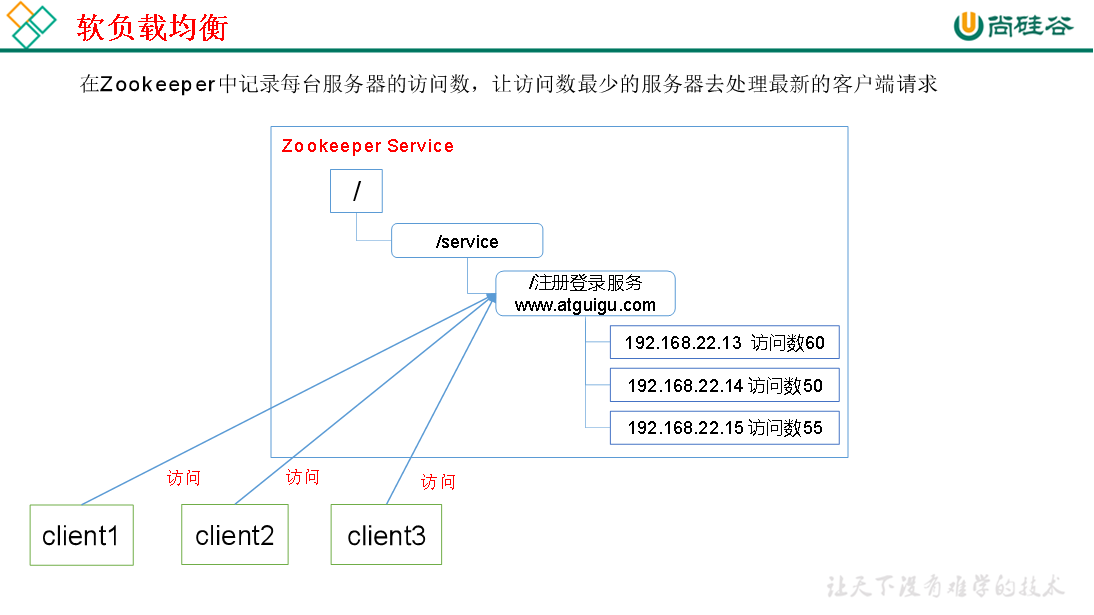 软负载均衡
尚硅谷
在Zookeeper中记录每台服务器的访问数，让访问数最少的服务器去处理最新的客户端请求
Zookeeper Service
/
/service
/注册登录服务
www.atguigu.com
192.168.22.13 访问数60
192.168.22.14 访问数50
192.168.22.15 访问数55
访问
访问
访问
client1
client2
client3
让天下没有难学的技术